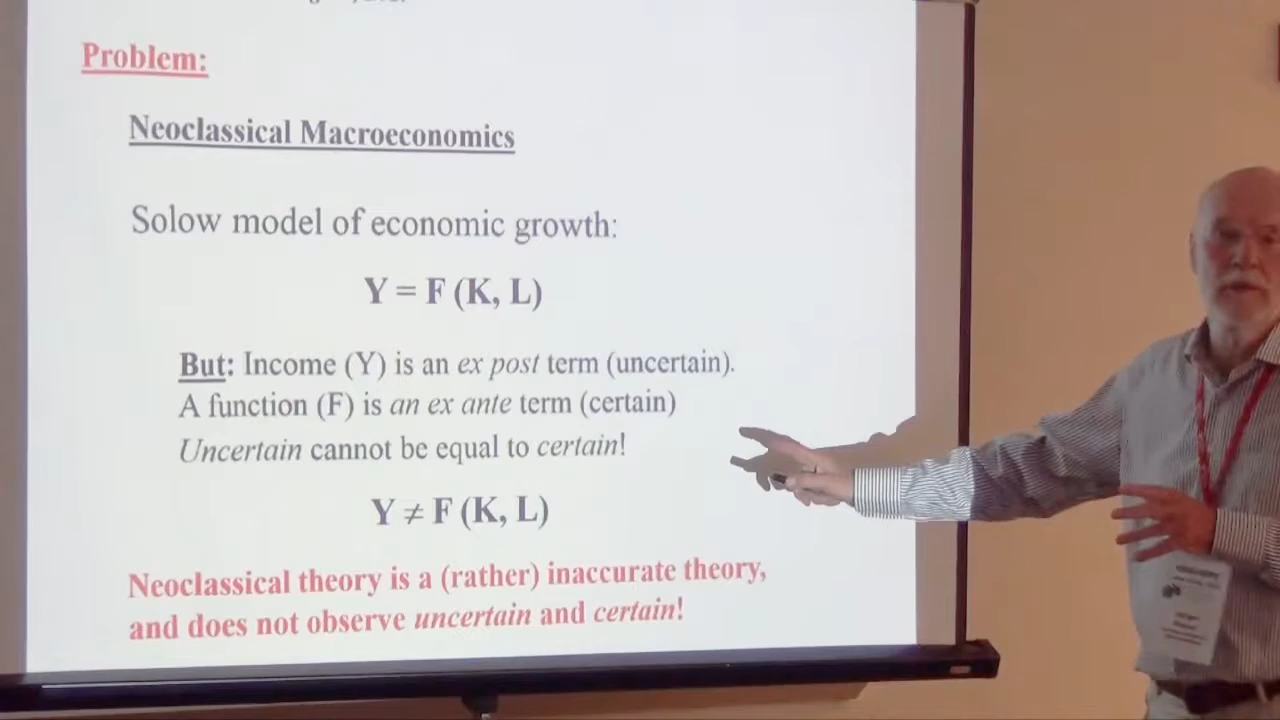 Problem:
Neoclassical Macroeconomics
Solow model of economic growth:
Y = F (K, L)
But: Income (Y) is an ex post term (uncertain).
A function (F) is an ex ante term (certain)
Uncertain cannot be equal to certain!
Y ≠ F (K, L)
Neoclassical theory is a (rather) inaccurate theory,
and does not observe uncertain and certain!